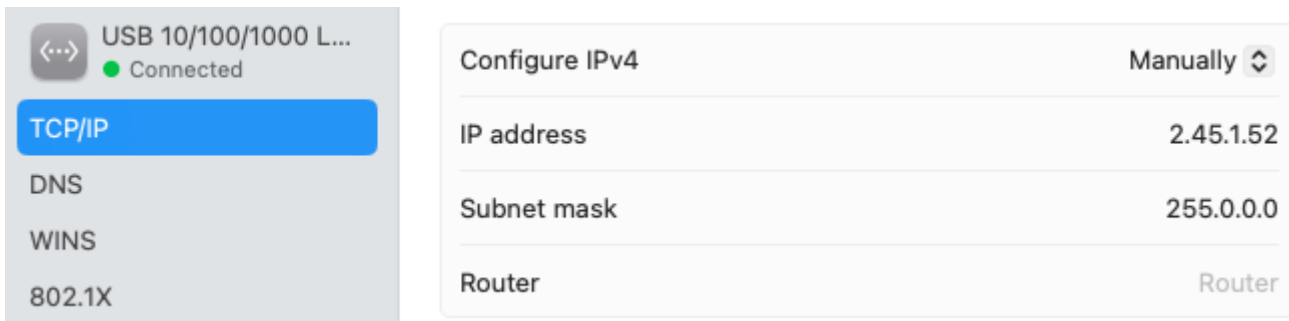 USB 10/100/1000 L...
Connected
TCP/IP
DNS
WINS
802.1X
Configure IPv4 Manually
IP address 2.45.1.52
Subnet mask 255.0.0.0
Router Router